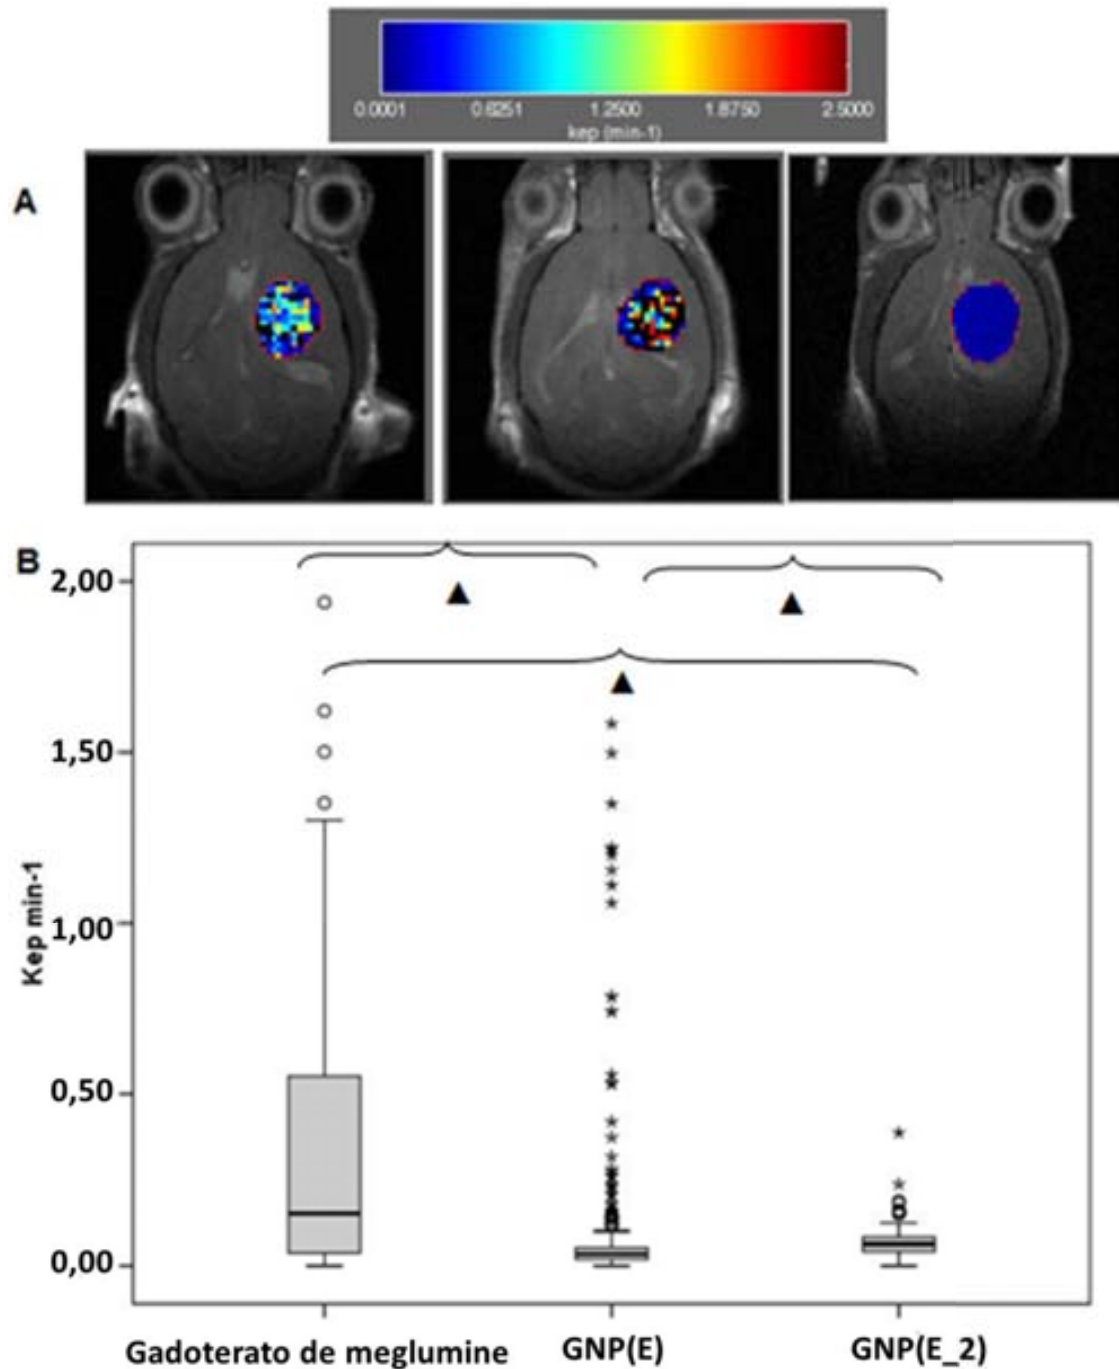 0.0001 0.6251 1.2500 1.8750 2.5000
kep (min-1)
A
B
2,00
1,50
1,00
0,50
0,00
Kep min-1
Gadoterato de meglumine GNP(E) GNP(E_2)